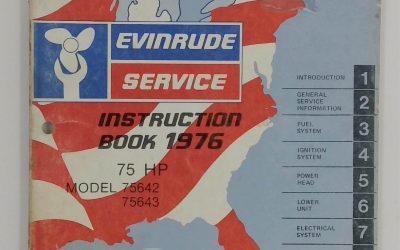 EVINRUDE
SERVICE
INSTRUCTION
BOOK 1976
75 HP
MODEL 75642
75643
INTRODUCTION 1
GENERAL
SERVICE
INFORMATION 2
FUEL
SYSTEM 3
IGNITION
SYSTEM 4
POWER
HEAD 5
LOWER
UNIT 6
ELECTRICAL
SYSTEM 7